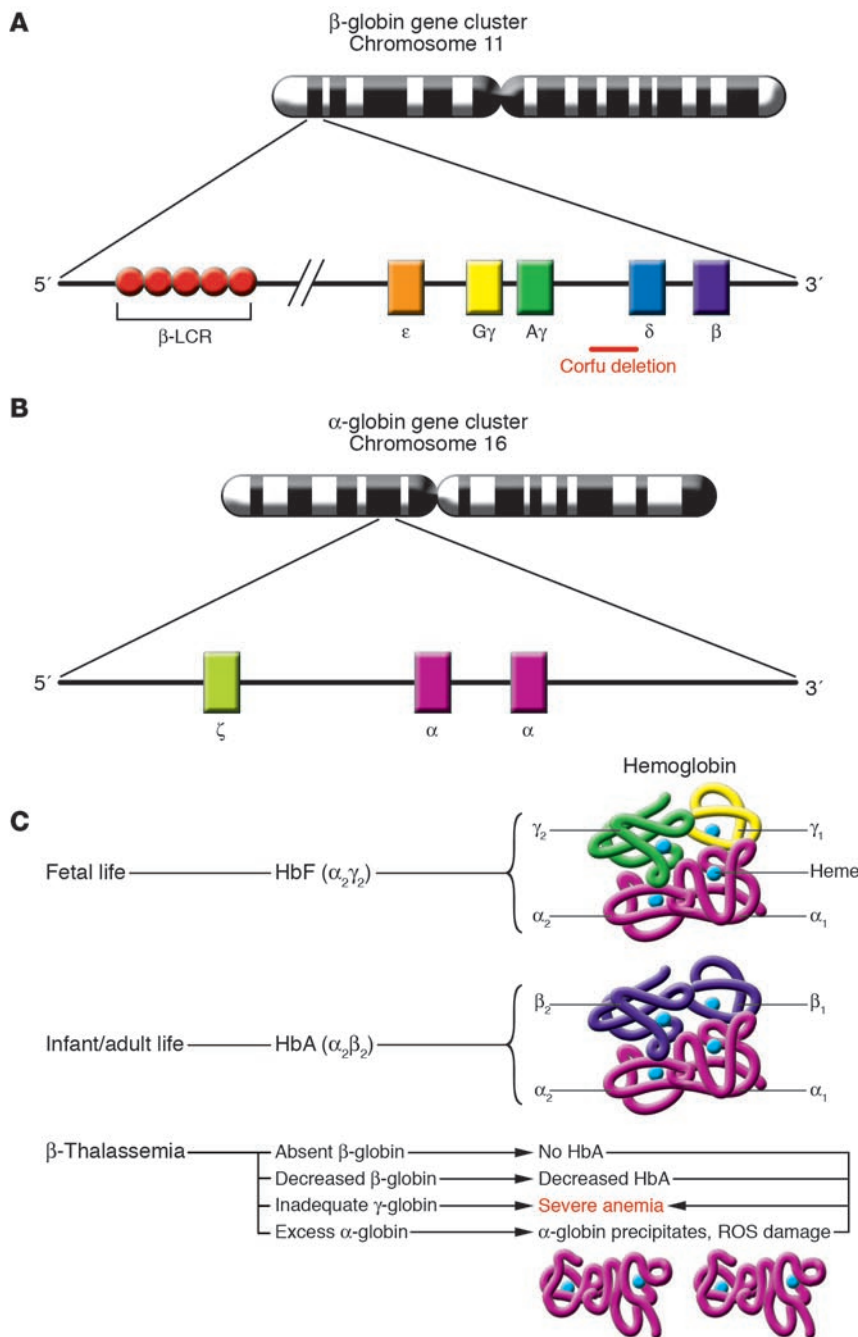 A
β-globin gene cluster
Chromosome 11
5´
3´
β-LCR
ε
Gγ
Aγ
δ
β
Corfu deletion
B
α-globin gene cluster
Chromosome 16
5´
3´
ζ
α
α
C
Hemoglobin
γ₂
γ₁
Fetal life
HbF (α₂γ₂)
Heme
α₂
α₁
β₂
β₁
Infant/adult life
HbA (α₂β₂)
α₂
α₁
β-Thalassemia
Absent β-globin
No HbA
Decreased β-globin
Decreased HbA
Inadequate γ-globin
Severe anemia
Excess α-globin
α-globin precipitates, ROS damage